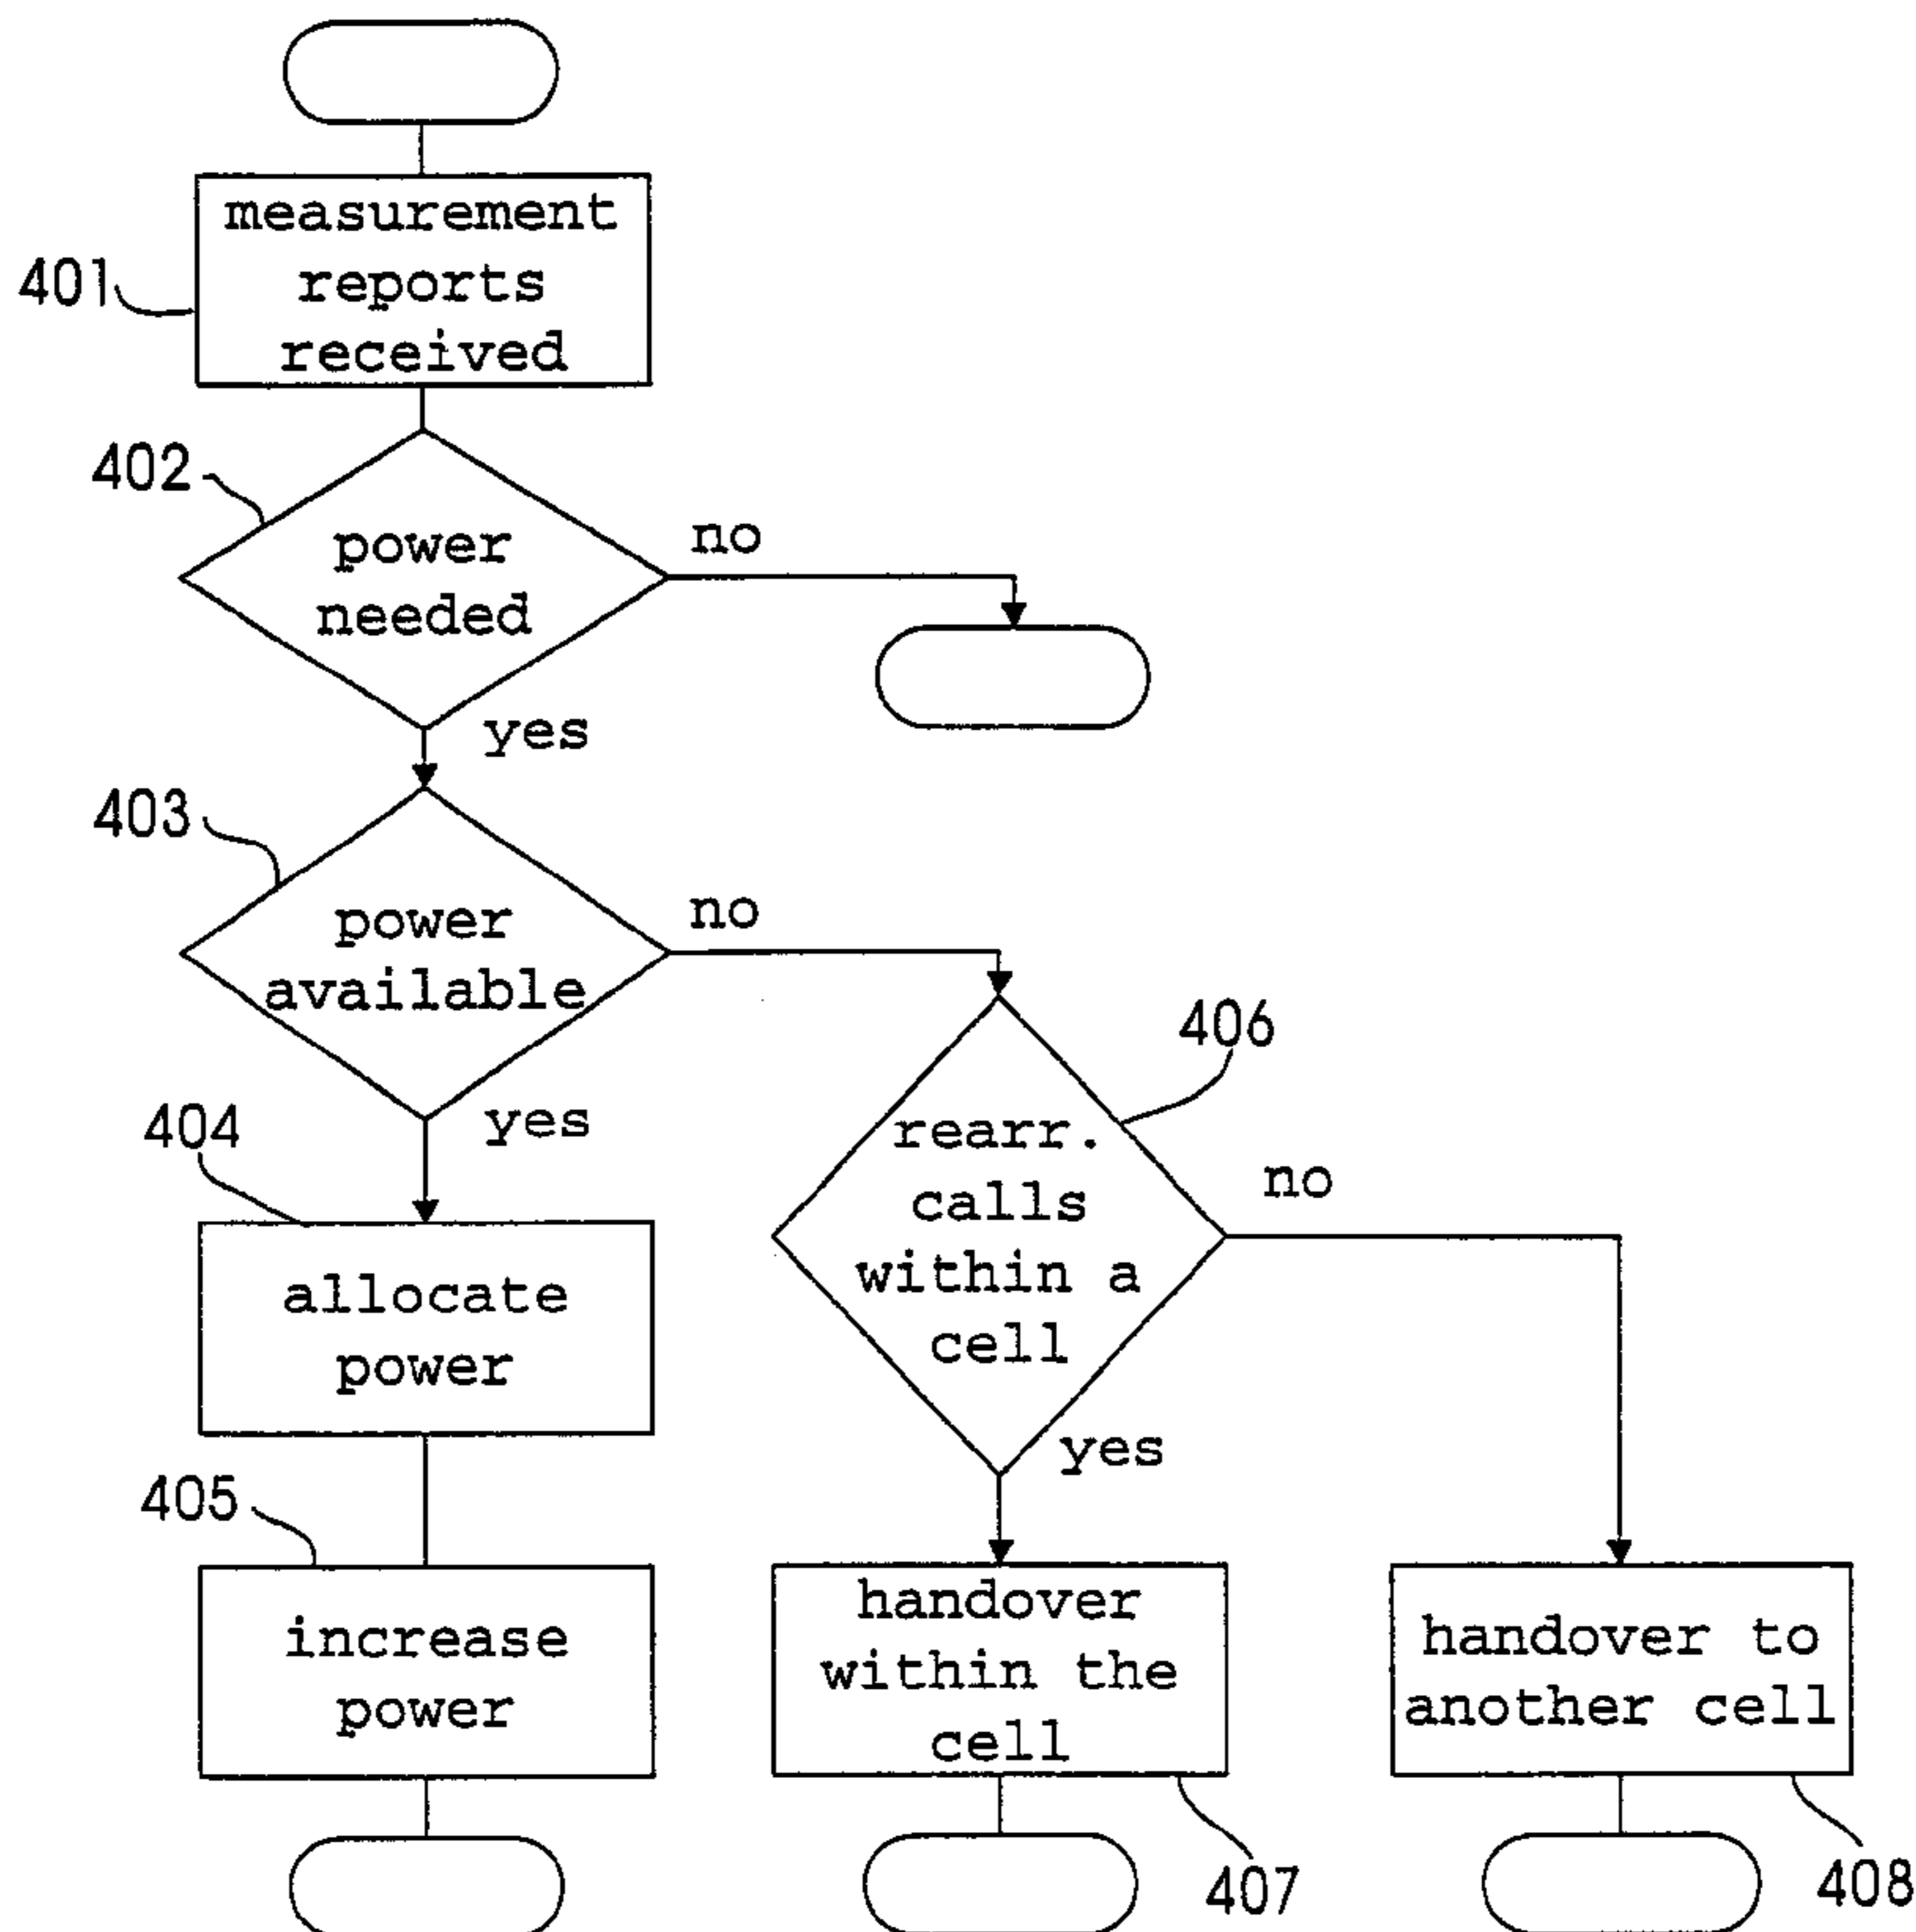 401
measurement
reports
received
402
power
needed
no
yes
403
power
available
no
yes
404
allocate
power
406
rearr.
calls
within a
cell
no
yes
405
increase
power
handover
within the
cell
407
handover to
another cell
408